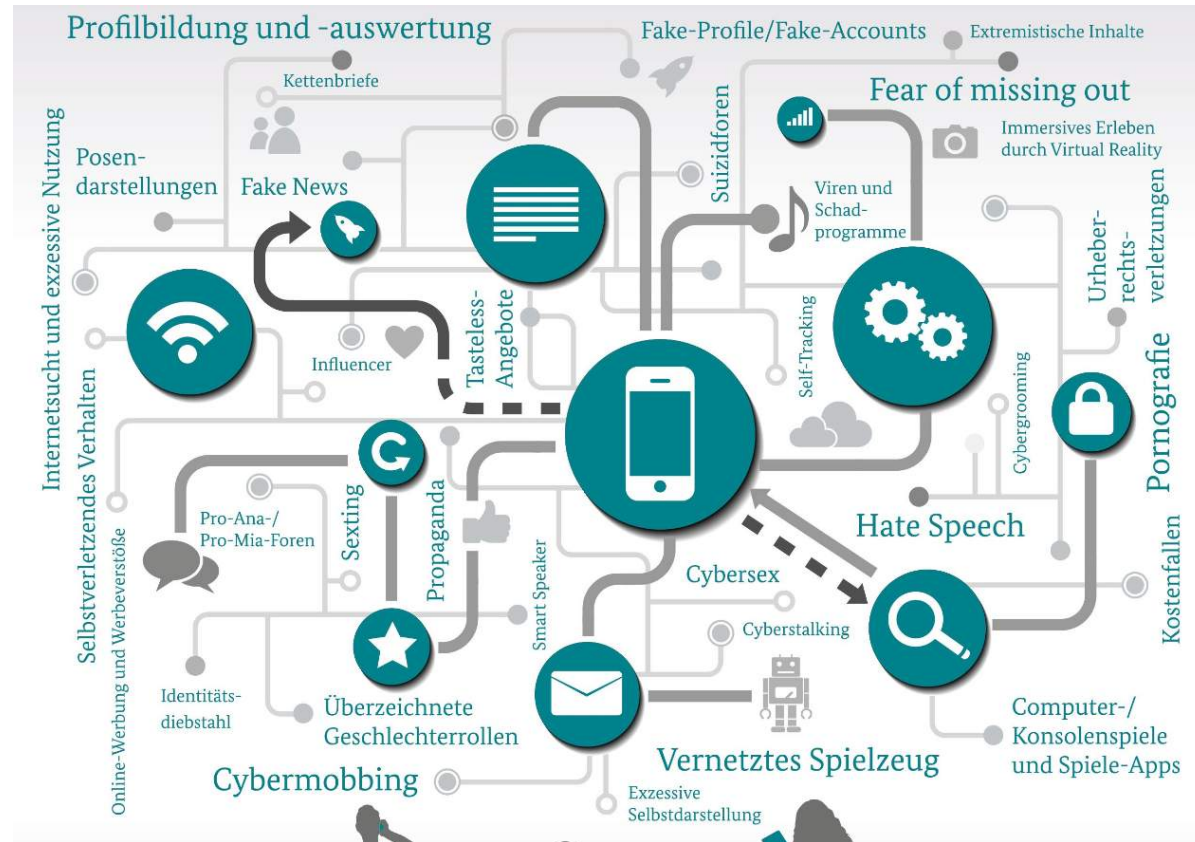 Profilbildung und -auswertung
Fake-Profile/Fake-Accounts
Extremistische Inhalte
Kettenbriefe
Fear of missing out
Immersives Erleben
durch Virtual Reality
Internetsucht und exzessive Nutzung
Posen-
darstellungen
Fake News
Suizidforen
Viren und
Schad-
programme
Urheber-
rechts-
verletzungen
Tasteless-
Angebote
Influencer
Self-Tracking
Cybergrooming
Pornografie
Selbstverletzendes Verhalten
Pro-Ana-/
Pro-Mia-Foren
Sexting
Propaganda
Hate Speech
Online-Werbung und Werbeverstöße
Smart Speaker
Cybersex
Cyberstalking
Kostenfallen
Identitäts-
diebstahl
Überzeichnete
Geschlechterrollen
Computer-/
Konsolenspiele
und Spiele-Apps
Cybermobbing
Vernetztes Spielzeug
Exzessive
Selbstdarstellung